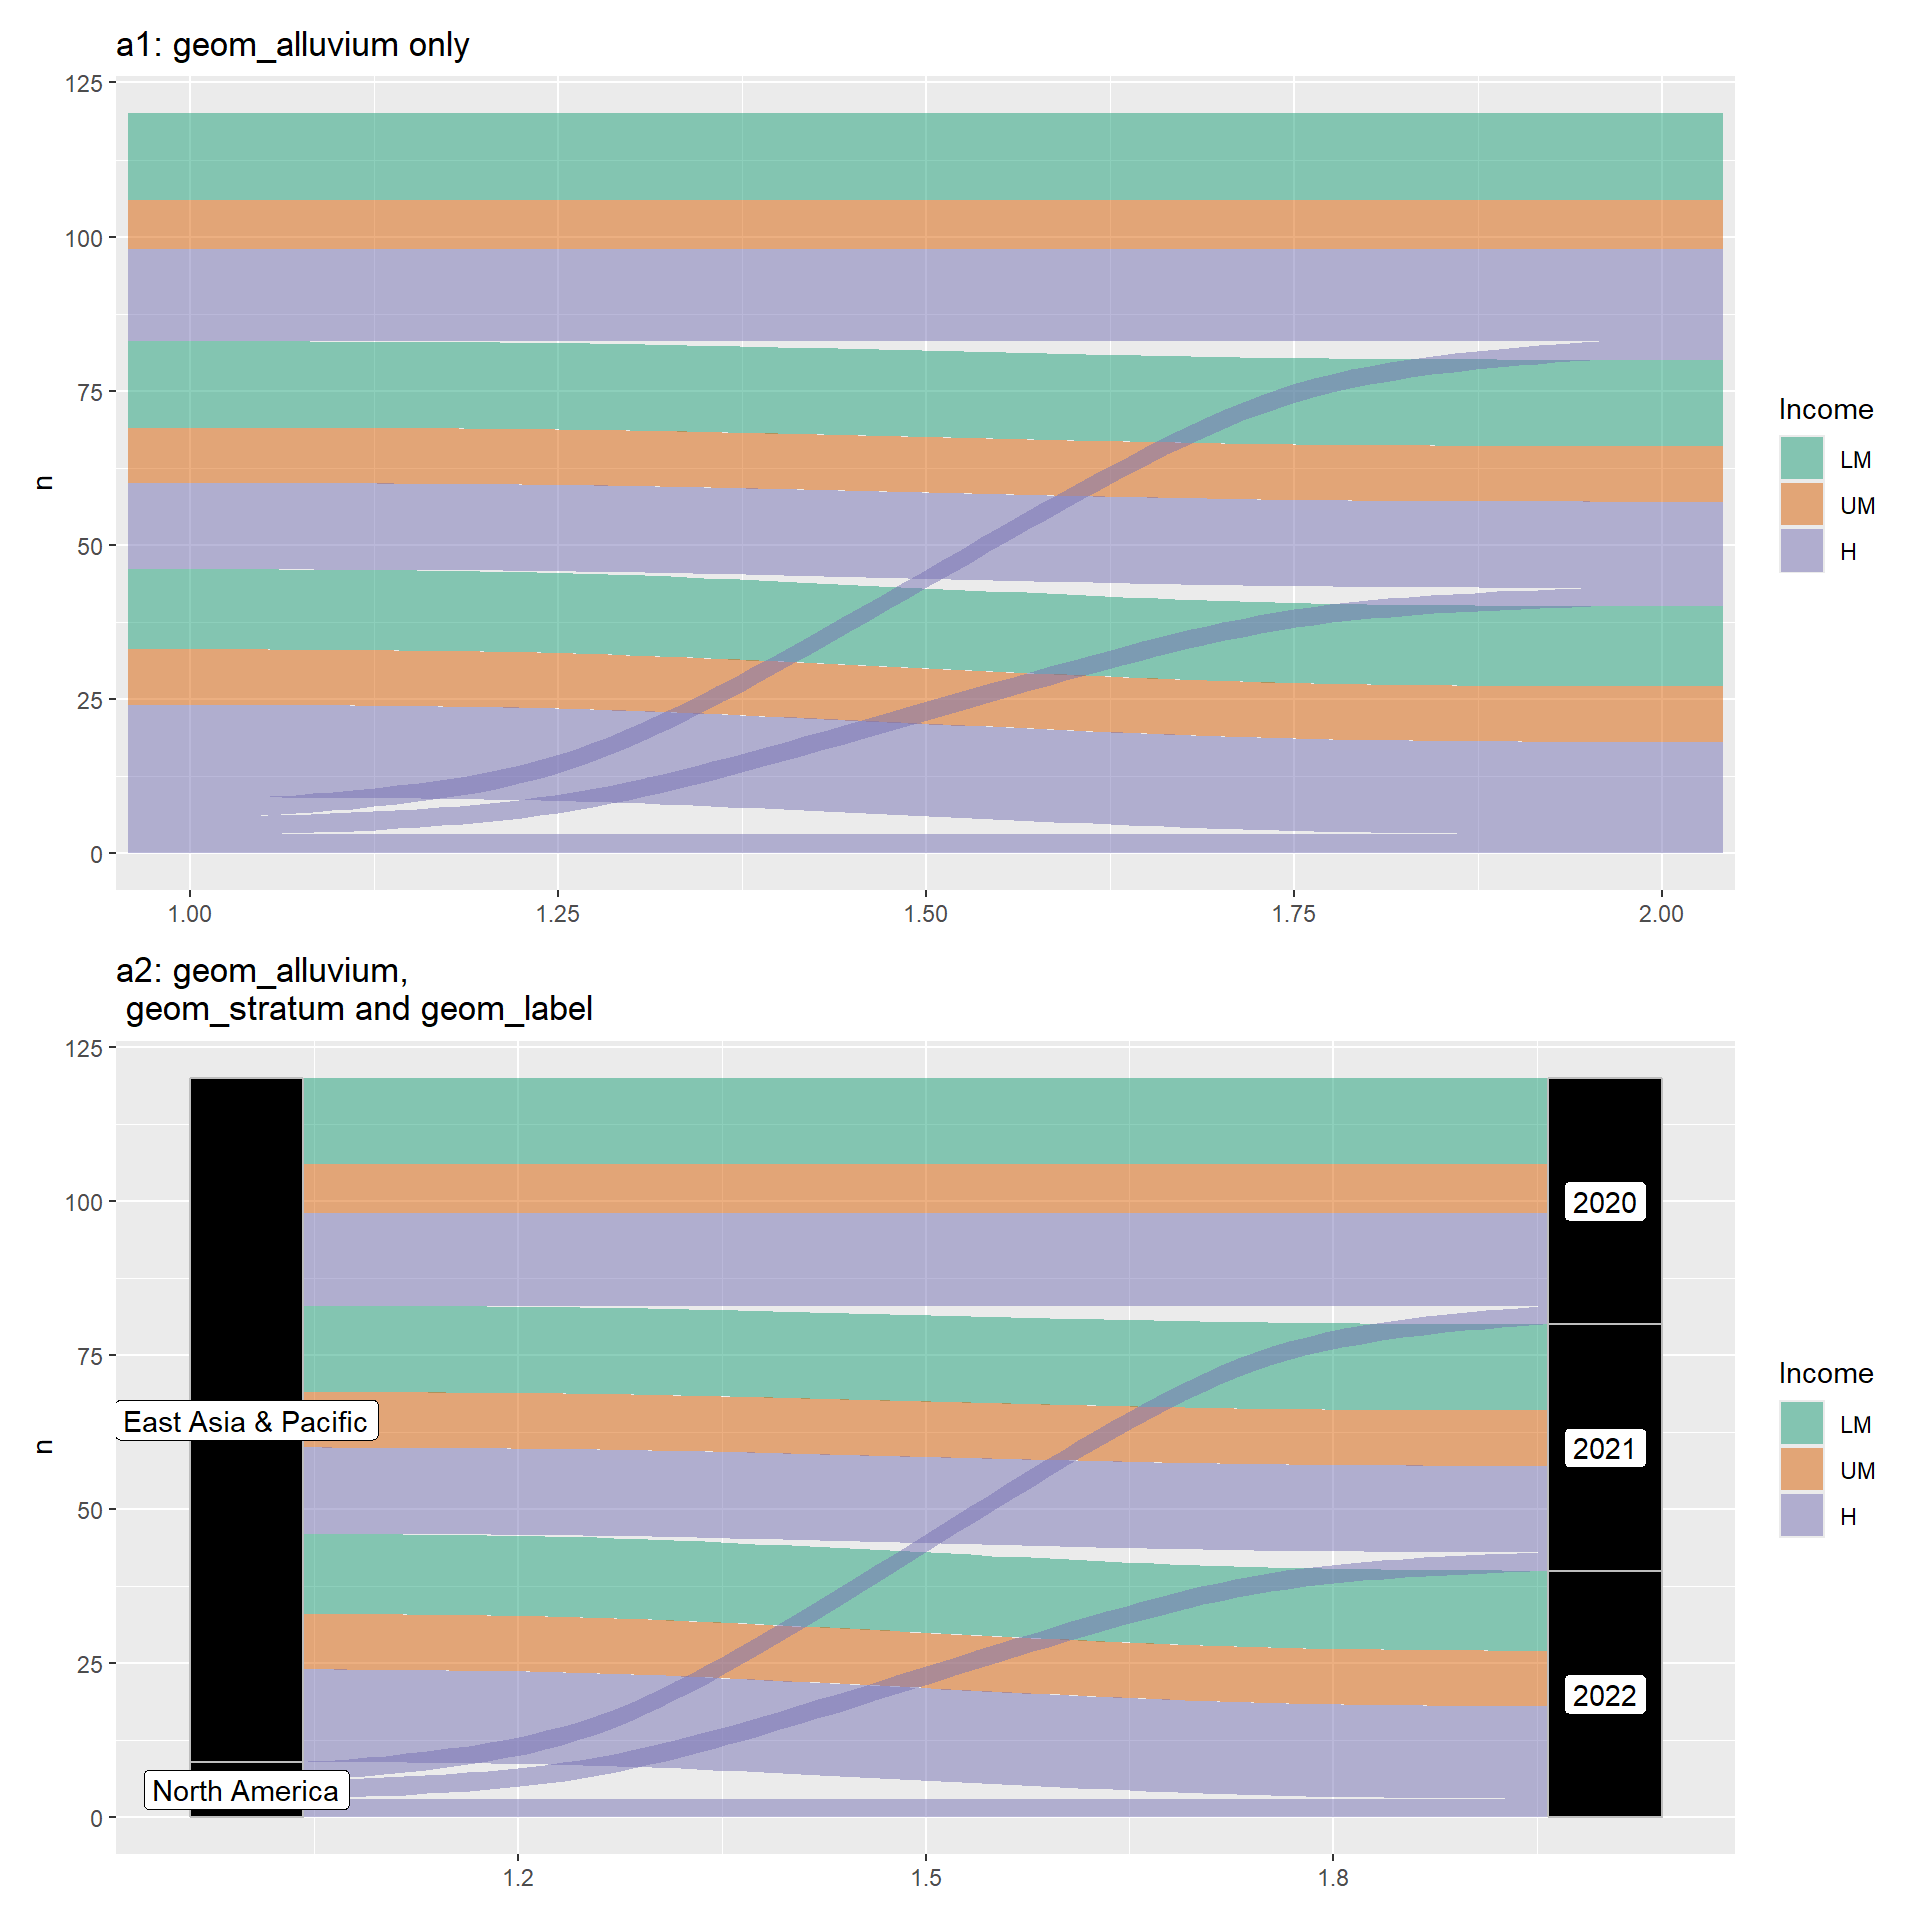 a1: geom_alluvium only
125
100
75
50
25
0
n
1.00 1.25 1.50 1.75 2.00
Income
LM
UM
H
a2: geom_alluvium,
geom_stratum and geom_label
125
100
75
50
25
0
n
East Asia & Pacific
North America
2020
2021
2022
1.2 1.5 1.8
Income
LM
UM
H